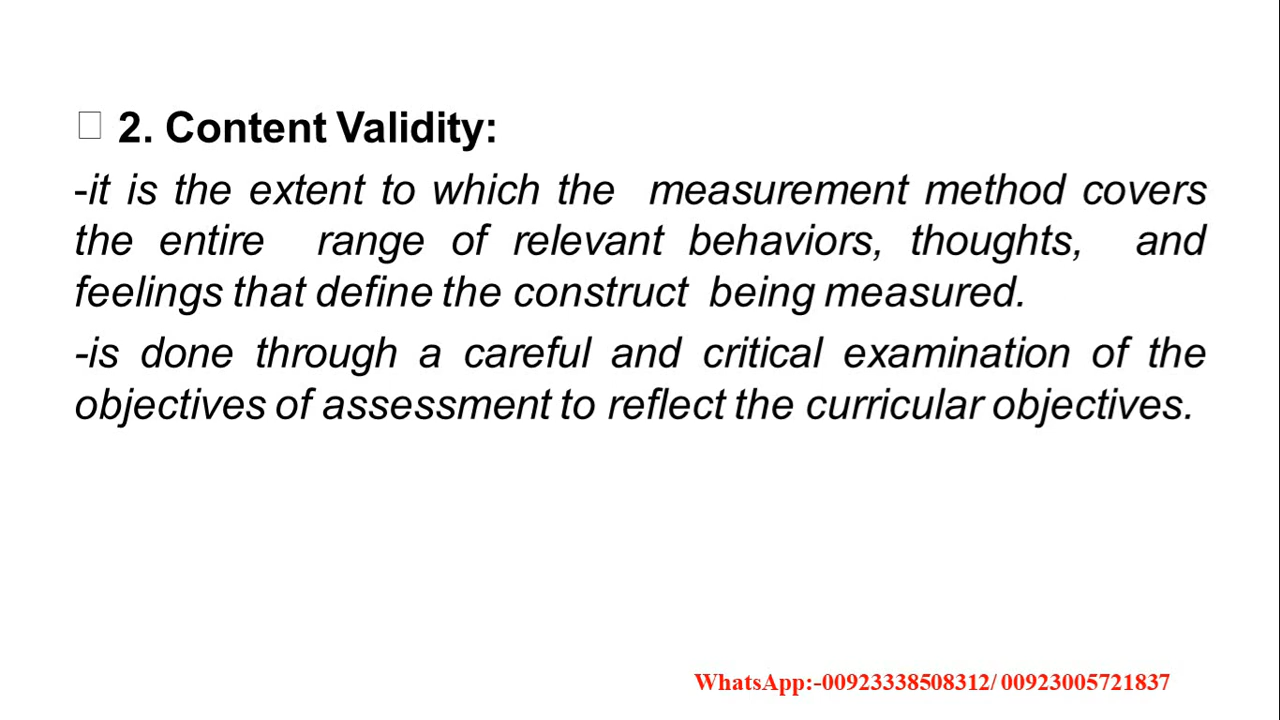 2. Content Validity:
-it is the extent to which the measurement method covers
the entire range of relevant behaviors, thoughts, and
feelings that define the construct being measured.
-is done through a careful and critical examination of the
objectives of assessment to reflect the curricular objectives.
WhatsApp:-00923338508312/ 00923005721837